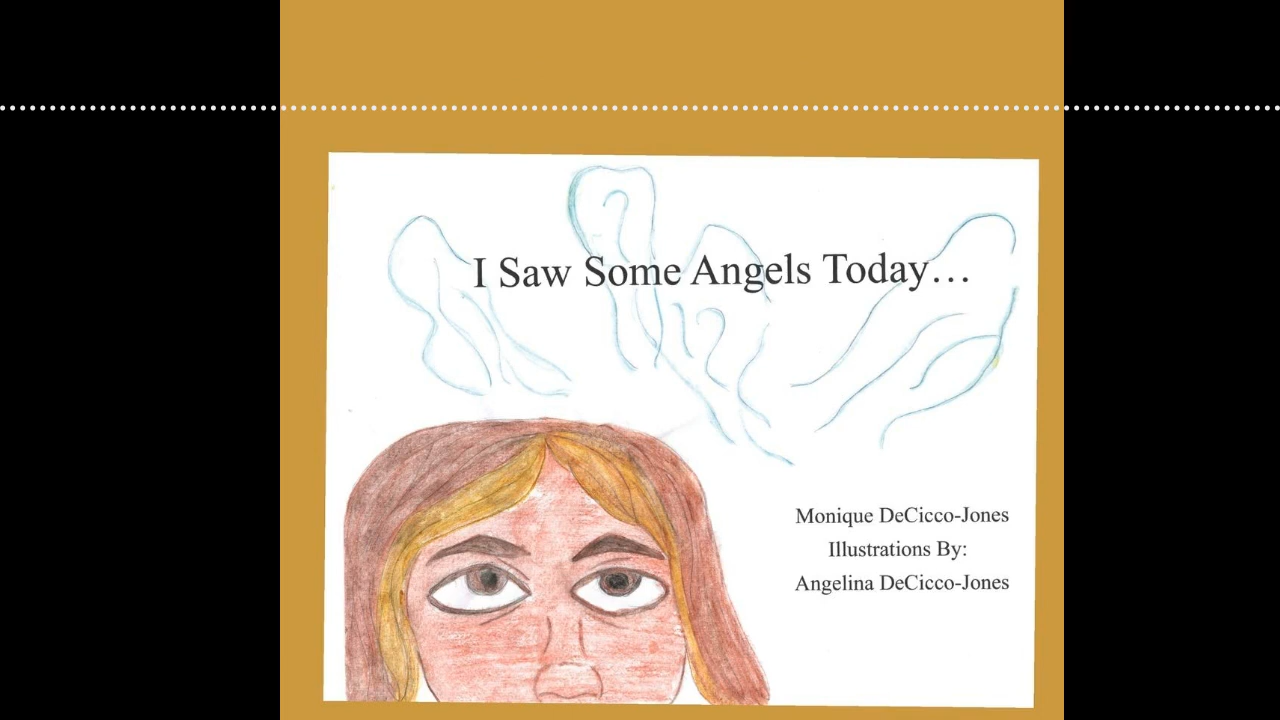 I Saw Some Angels Today…
Monique DeCicco-Jones
Illustrations By:
Angelina DeCicco-Jones